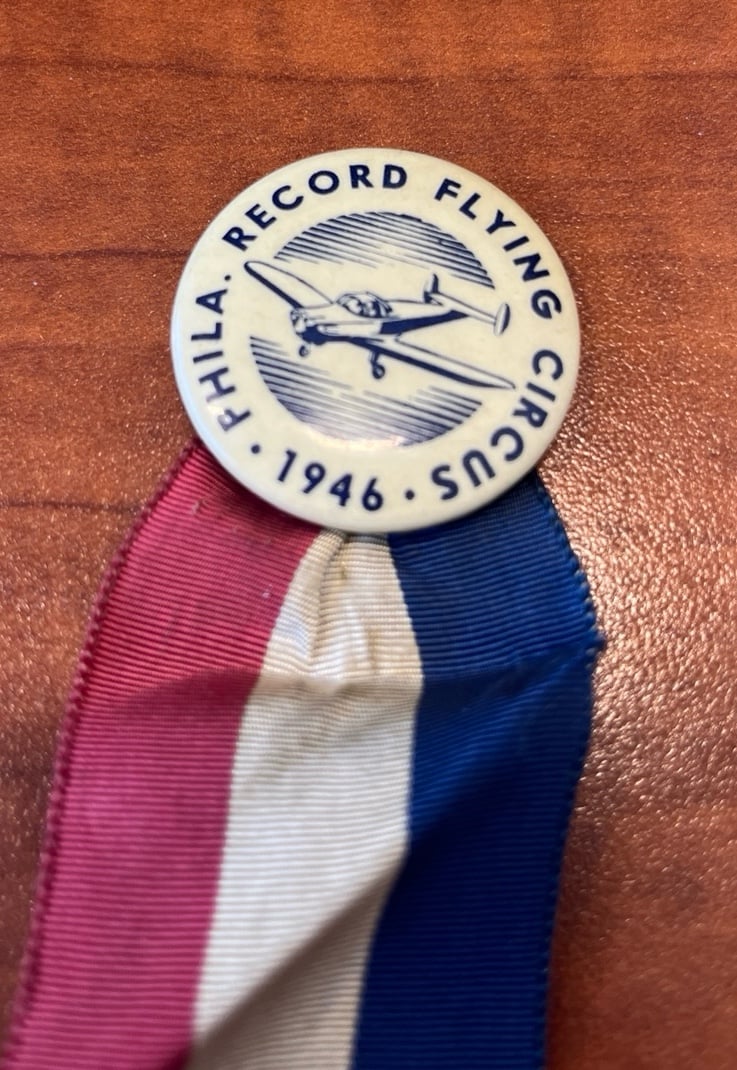 PHILA. RECORD FLYING CIRCUS
· 1946 ·